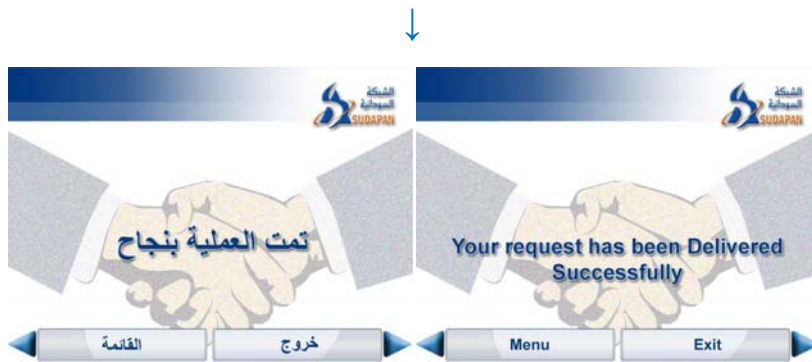 ↓
الشبكة
السودانية
SUDAPAN
تمت العملية بنجاح
القائمة
خروج
الشبكة
السودانية
SUDAPAN
Your request has been Delivered
Successfully
Menu
Exit